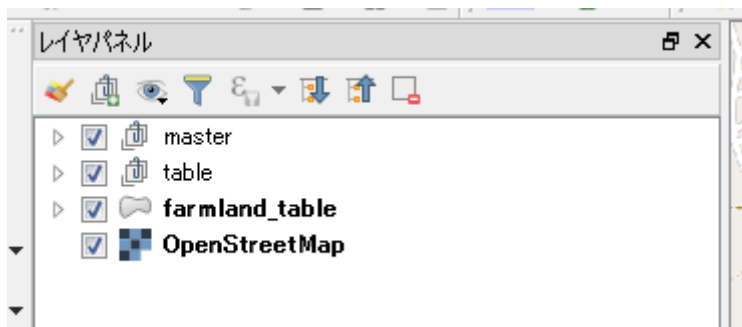 レイヤパネル
master
table
farmland_table
OpenStreetMap